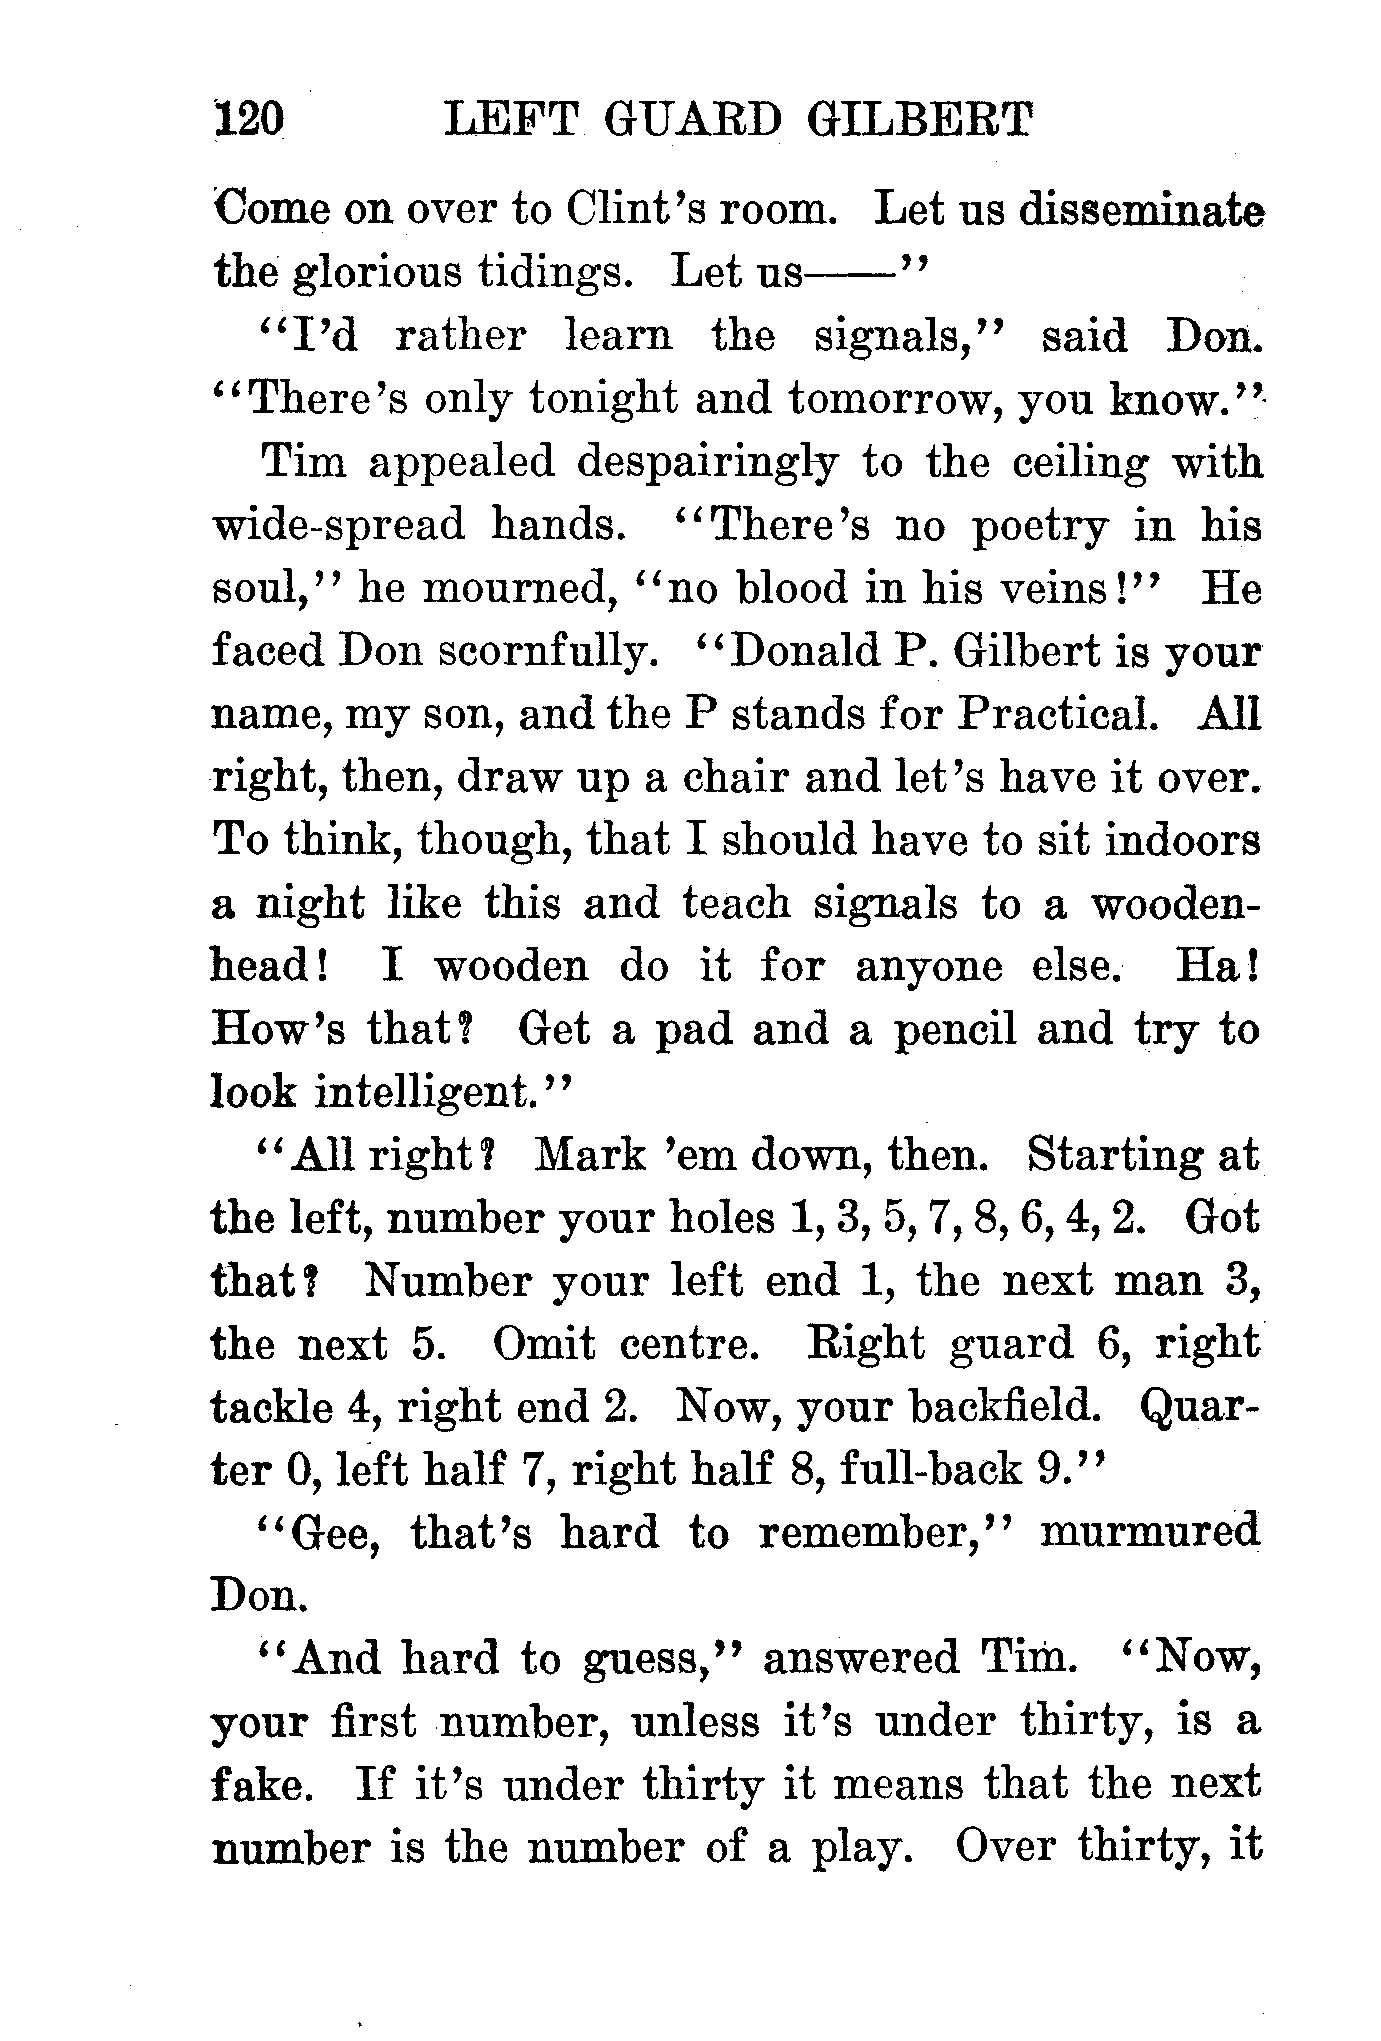 120 LEFT GUARD GILBERT
Come on over to Clint's room. Let us disseminate
the glorious tidings. Let us——"
"I'd rather learn the signals," said Don.
"There's only tonight and tomorrow, you know."
Tim appealed despairingly to the ceiling with
wide-spread hands. "There's no poetry in his
soul," he mourned, "no blood in his veins!" He
faced Don scornfully. "Donald P. Gilbert is your
name, my son, and the P stands for Practical. All
right, then, draw up a chair and let's have it over.
To think, though, that I should have to sit indoors
a night like this and teach signals to a wooden-
head! I wooden do it for anyone else. Ha!
How's that? Get a pad and a pencil and try to
look intelligent."
"All right? Mark 'em down, then. Starting at
the left, number your holes 1, 3, 5, 7, 8, 6, 4, 2. Got
that? Number your left end 1, the next man 3,
the next 5. Omit centre. Right guard 6, right
tackle 4, right end 2. Now, your backfield. Quar-
ter 0, left half 7, right half 8, full-back 9."
"Gee, that's hard to remember," murmured
Don.
"And hard to guess," answered Tim. "Now,
your first number, unless it's under thirty, is a
fake. If it's under thirty it means that the next
number is the number of a play. Over thirty, it